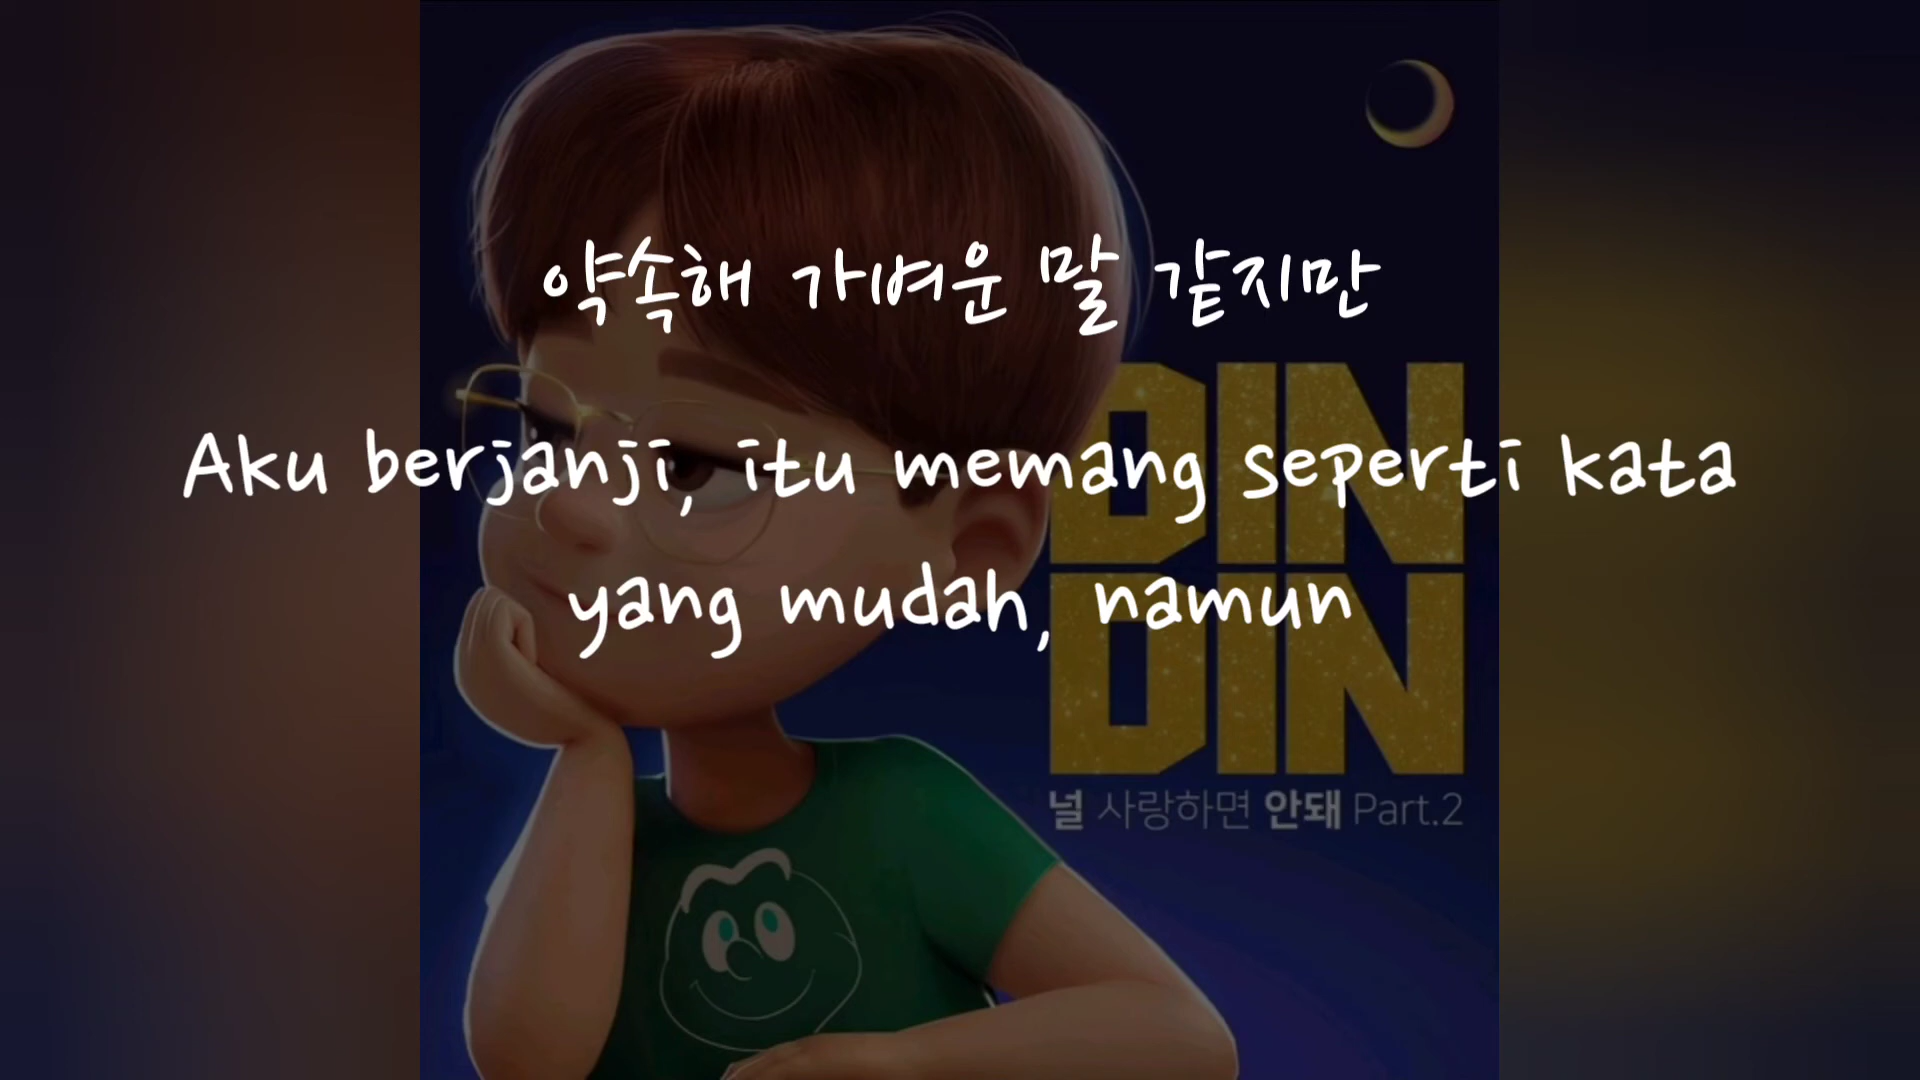 약속해 가벼운 말 같지만
Aku berjanji, itu memang seperti kata
yang mudah, namun
DIN
DIN
널 사랑하면 안돼 Part.2